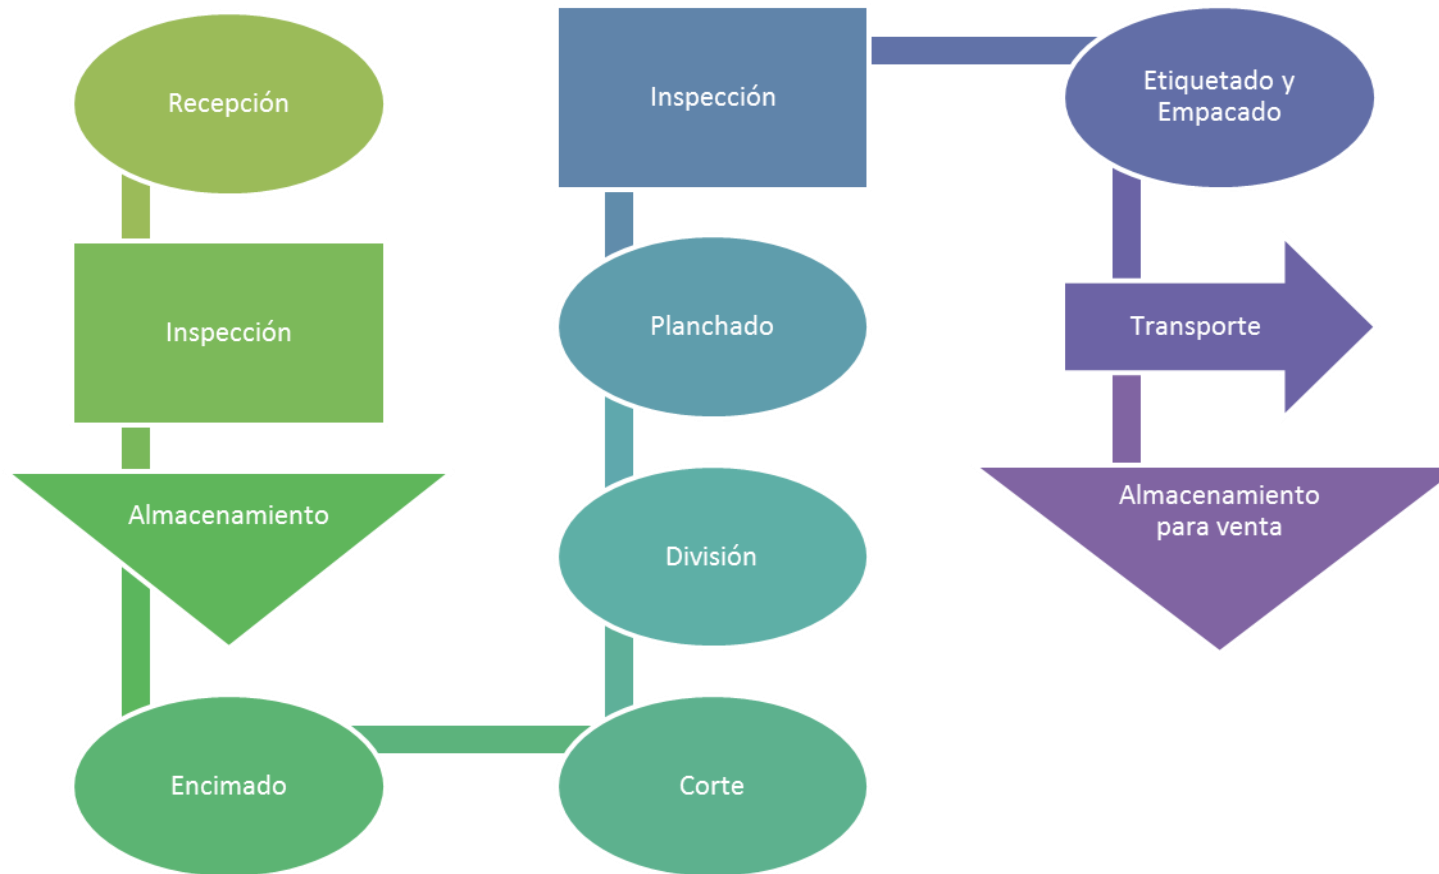 Recepción
Inspección
Almacenamiento
Encimado
Corte
División
Planchado
Inspección
Etiquetado y
Empacado
Transporte
Almacenamiento
para venta